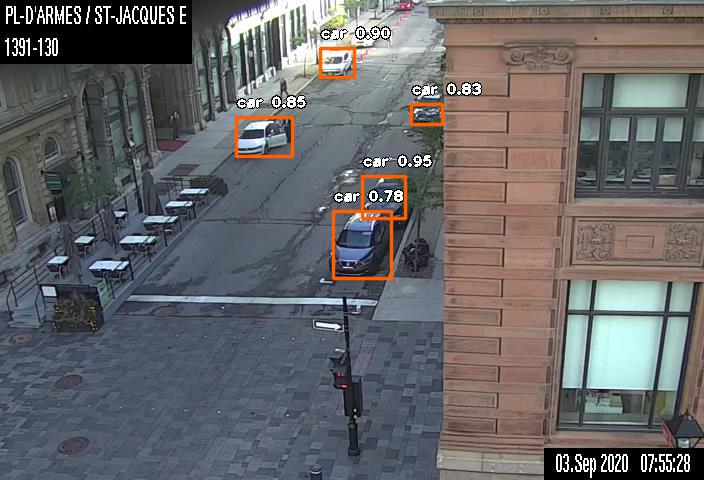 PL-D'ARMES / ST-JACQUES E
1391-130
car 0.90
car 0.85
car 0.83
car 0.95
car 0.78
03.Sep 2020 07:55:28